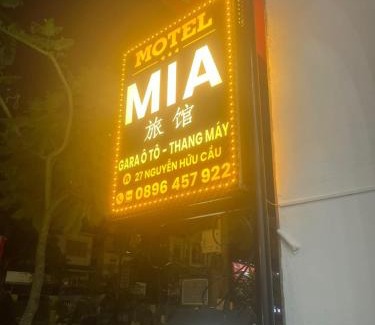 MOTEL
MIA
旅馆
GARA Ô TÔ - THANG MÁY
27 NGUYỄN HỮU CẦU
0896 457 922